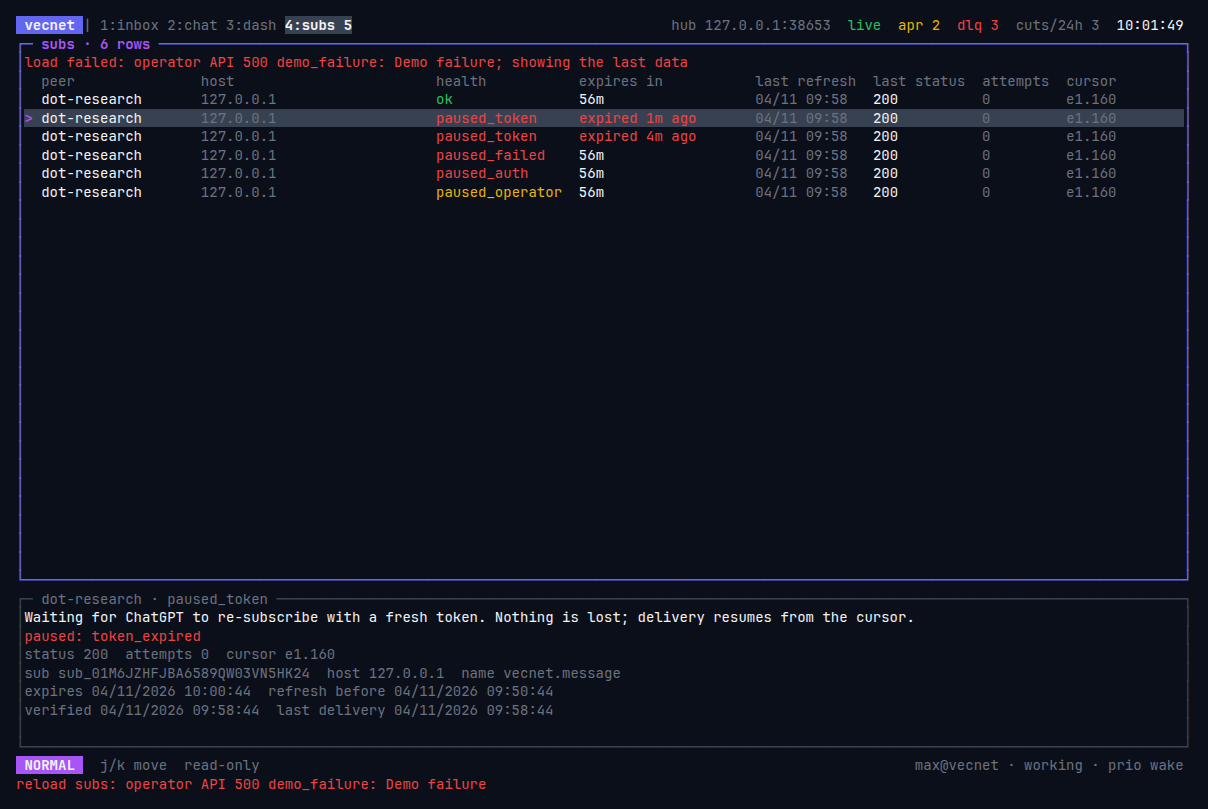 vecnet | 1:inbox 2:chat 3:dash 4:subs 5 hub 127.0.0.1:38653 live apr 2 dlq 3 cuts/24h 3 10:01:49
subs · 6 rows
load failed: operator API 500 demo_failure: Demo failure; showing the last data
peer host health expires in last refresh last status attempts cursor
dot-research 127.0.0.1 ok 56m 04/11 09:58 200 0 e1.160
> dot-research 127.0.0.1 paused_token expired 1m ago 04/11 09:58 200 0 e1.160
dot-research 127.0.0.1 paused_token expired 4m ago 04/11 09:58 200 0 e1.160
dot-research 127.0.0.1 paused_failed 56m 04/11 09:58 200 0 e1.160
dot-research 127.0.0.1 paused_auth 56m 04/11 09:58 200 0 e1.160
dot-research 127.0.0.1 paused_operator 56m 04/11 09:58 200 0 e1.160
dot-research · paused_token
Waiting for ChatGPT to re-subscribe with a fresh token. Nothing is lost; delivery resumes from the cursor.
paused: token_expired
status 200 attempts 0 cursor e1.160
sub sub_01M6JZHFJBA6589QW03VN5HK24 host 127.0.0.1 name vecnet.message
expires 04/11/2026 10:00:44 refresh before 04/11/2026 09:50:44
verified 04/11/2026 09:58:44 last delivery 04/11/2026 09:58:44
NORMAL j/k move read-only max@vecnet · working · prio wake
reload subs: operator API 500 demo_failure: Demo failure